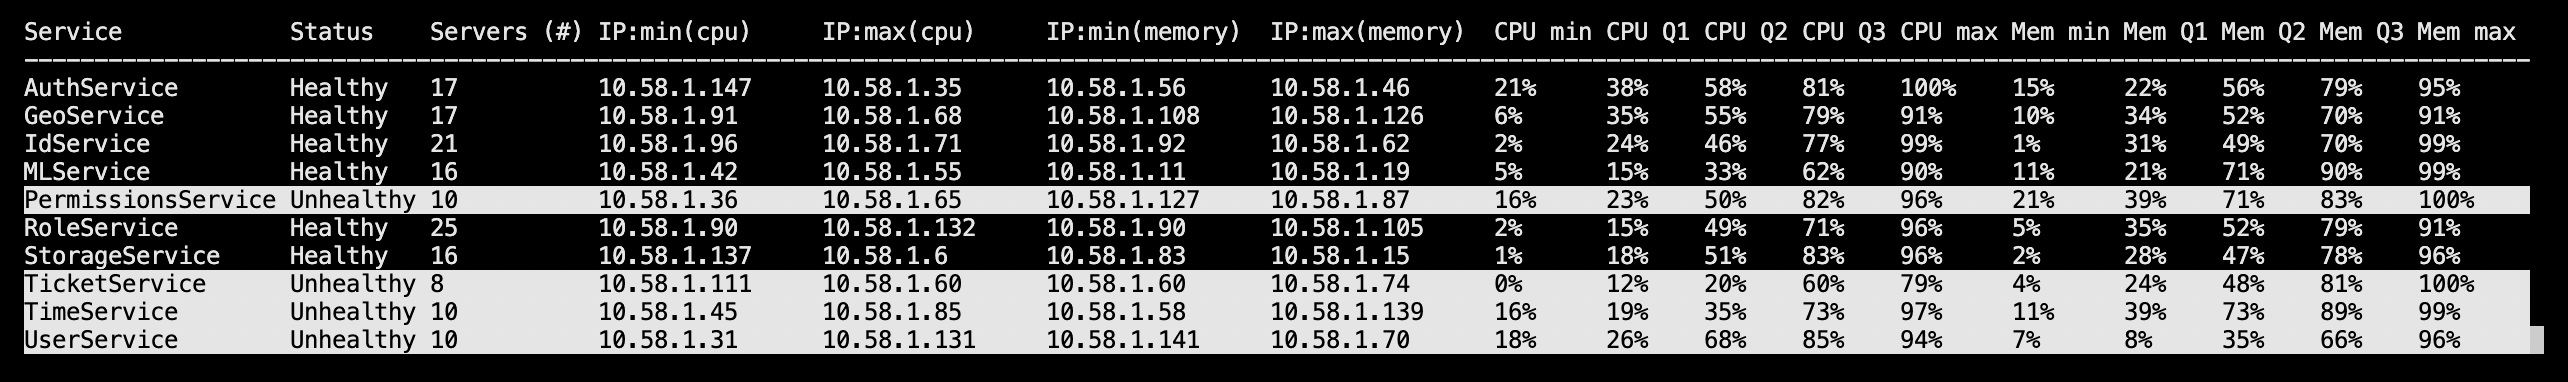 Service Status Servers (#) IP:min(cpu) IP:max(cpu) IP:min(memory) IP:max(memory) CPU min CPU Q1 CPU Q2 CPU Q3 CPU max Mem min Mem Q1 Mem Q2 Mem Q3 Mem max
AuthService Healthy 17 10.58.1.147 10.58.1.35 10.58.1.56 10.58.1.46 21% 38% 58% 81% 100% 15% 22% 56% 79% 95%
GeoService Healthy 17 10.58.1.91 10.58.1.68 10.58.1.108 10.58.1.126 6% 35% 55% 79% 91% 10% 34% 52% 70% 91%
IdService Healthy 21 10.58.1.96 10.58.1.71 10.58.1.92 10.58.1.62 2% 24% 46% 77% 99% 1% 31% 49% 70% 99%
MLService Healthy 16 10.58.1.42 10.58.1.55 10.58.1.11 10.58.1.19 5% 15% 33% 62% 90% 11% 21% 71% 90% 99%
PermissionsService Unhealthy 10 10.58.1.36 10.58.1.65 10.58.1.127 10.58.1.87 16% 23% 50% 82% 96% 21% 39% 71% 83% 100%
RoleService Healthy 25 10.58.1.90 10.58.1.132 10.58.1.90 10.58.1.105 2% 15% 49% 71% 96% 5% 35% 52% 79% 91%
StorageService Healthy 16 10.58.1.137 10.58.1.6 10.58.1.83 10.58.1.15 1% 18% 51% 83% 96% 2% 28% 47% 78% 96%
TicketService Unhealthy 8 10.58.1.111 10.58.1.60 10.58.1.60 10.58.1.74 0% 12% 20% 60% 79% 4% 24% 48% 81% 100%
TimeService Unhealthy 10 10.58.1.45 10.58.1.85 10.58.1.58 10.58.1.139 16% 19% 35% 73% 97% 11% 39% 73% 89% 99%
UserService Unhealthy 10 10.58.1.31 10.58.1.131 10.58.1.141 10.58.1.70 18% 26% 68% 85% 94% 7% 8% 35% 66% 96%